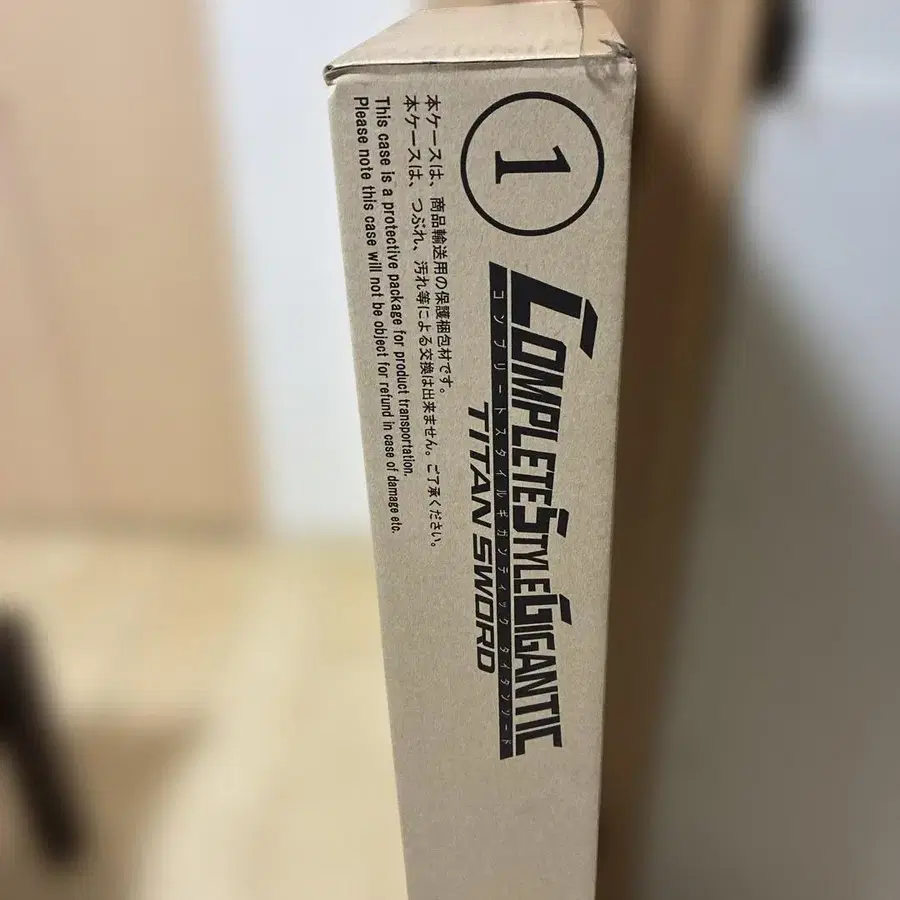 1
COMPLETE STYLE GIGANTIC
コンプリートスタイルギガンティック タイタンソード
TITAN SWORD
本ケースは、商品輸送用の保護梱包材です。
本ケースは、つぶれ、汚れ等による交換は出来ません。ご了承ください。
This case is a protective package for product transportation.
Please note this case will not be object for refund in case of damage etc.